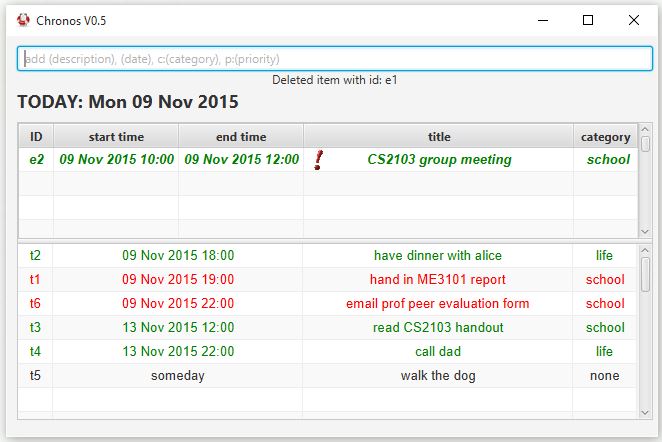 Chronos V0.5
add (description), (date), c:(category), p:(priority)
Deleted item with id: e1
TODAY: Mon 09 Nov 2015
ID start time end time title category
e2 09 Nov 2015 10:00 09 Nov 2015 12:00 ! CS2103 group meeting school
t2 09 Nov 2015 18:00 have dinner with alice life
t1 09 Nov 2015 19:00 hand in ME3101 report school
t6 09 Nov 2015 22:00 email prof peer evaluation form school
t3 13 Nov 2015 12:00 read CS2103 handout school
t4 13 Nov 2015 22:00 call dad life
t5 someday walk the dog none